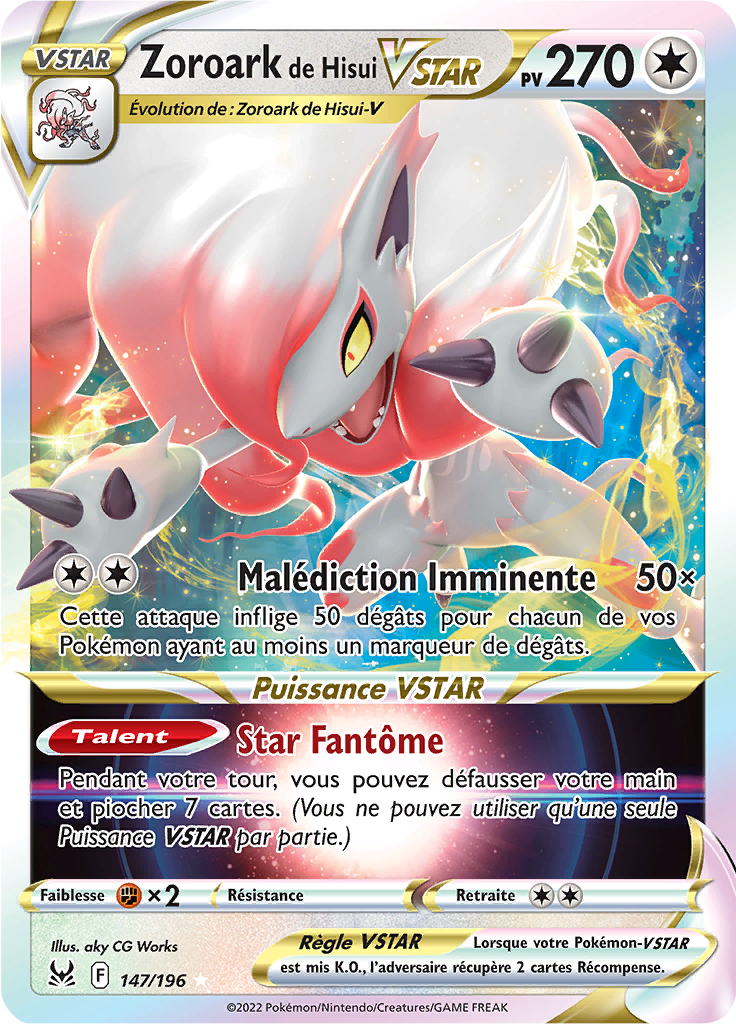 VSTAR
Zoroark de Hisui VSTAR PV 270
Évolution de : Zoroark de Hisui-V
Malédiction Imminente 50×
Cette attaque inflige 50 dégâts pour chacun de vos
Pokémon ayant au moins un marqueur de dégâts.
Puissance VSTAR
Talent Star Fantôme
Pendant votre tour, vous pouvez défausser votre main
et piocher 7 cartes. (Vous ne pouvez utiliser qu'une seule
Puissance VSTAR par partie.)
Faiblesse ×2 Résistance Retraite
Illus. aky CG Works
F 147/196
Règle VSTAR Lorsque votre Pokémon-VSTAR
est mis K.O., l'adversaire récupère 2 cartes Récompense.
©2022 Pokémon/Nintendo/Creatures/GAME FREAK